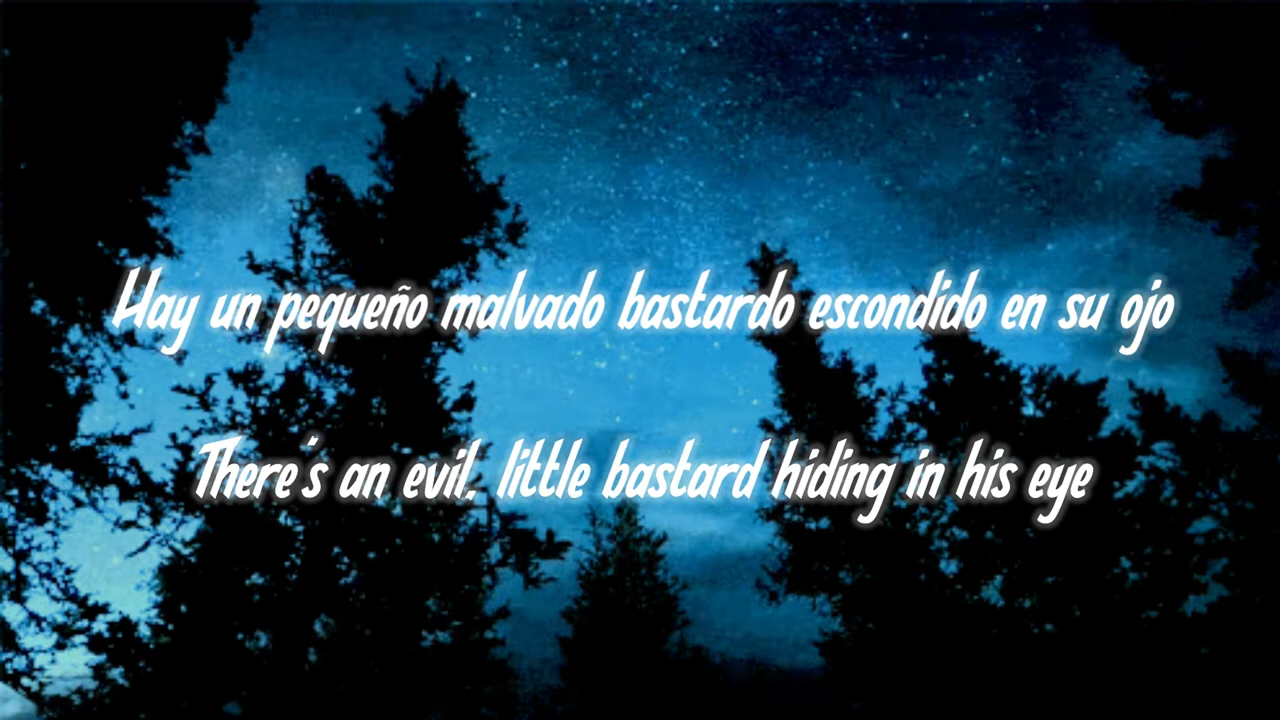 Hay un pequeño malvado bastardo escondido en su ojo
There's an evil, little bastard hiding in his eye